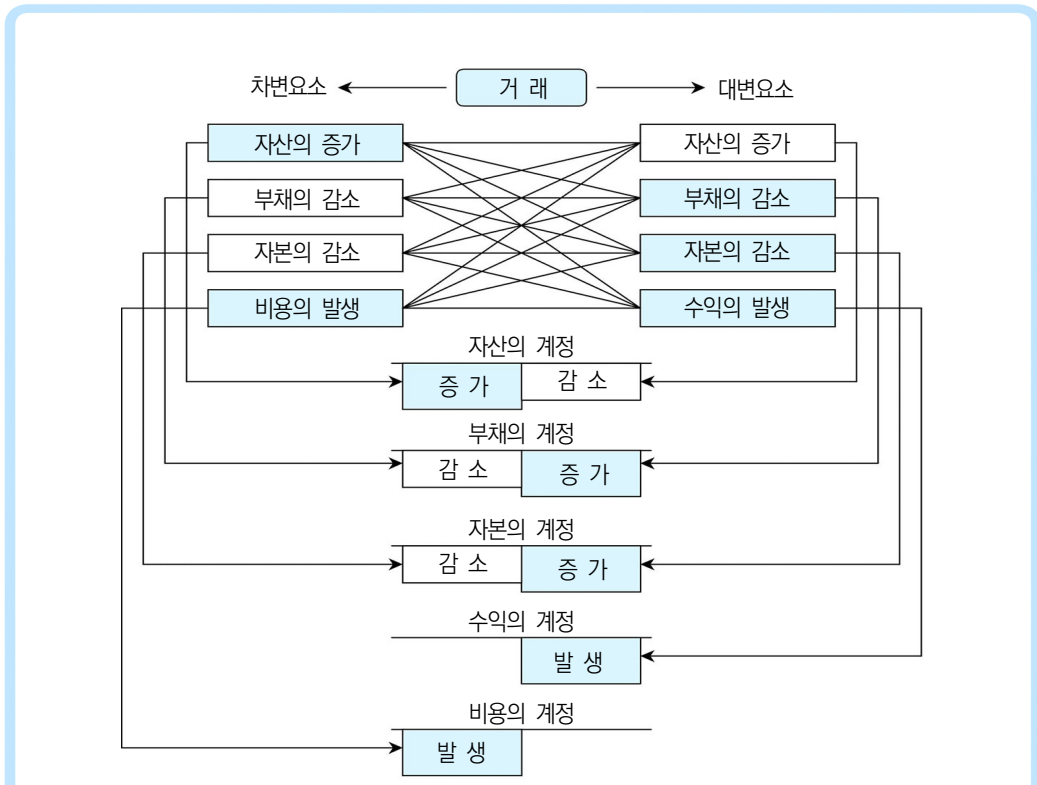 차변요소 거 래 대변요소
자산의 증가 자산의 증가
부채의 감소 부채의 감소
자본의 감소 자본의 감소
비용의 발생 수익의 발생
자산의 계정
증 가 감 소
부채의 계정
감 소 증 가
자본의 계정
감 소 증 가
수익의 계정
발 생
비용의 계정
발 생